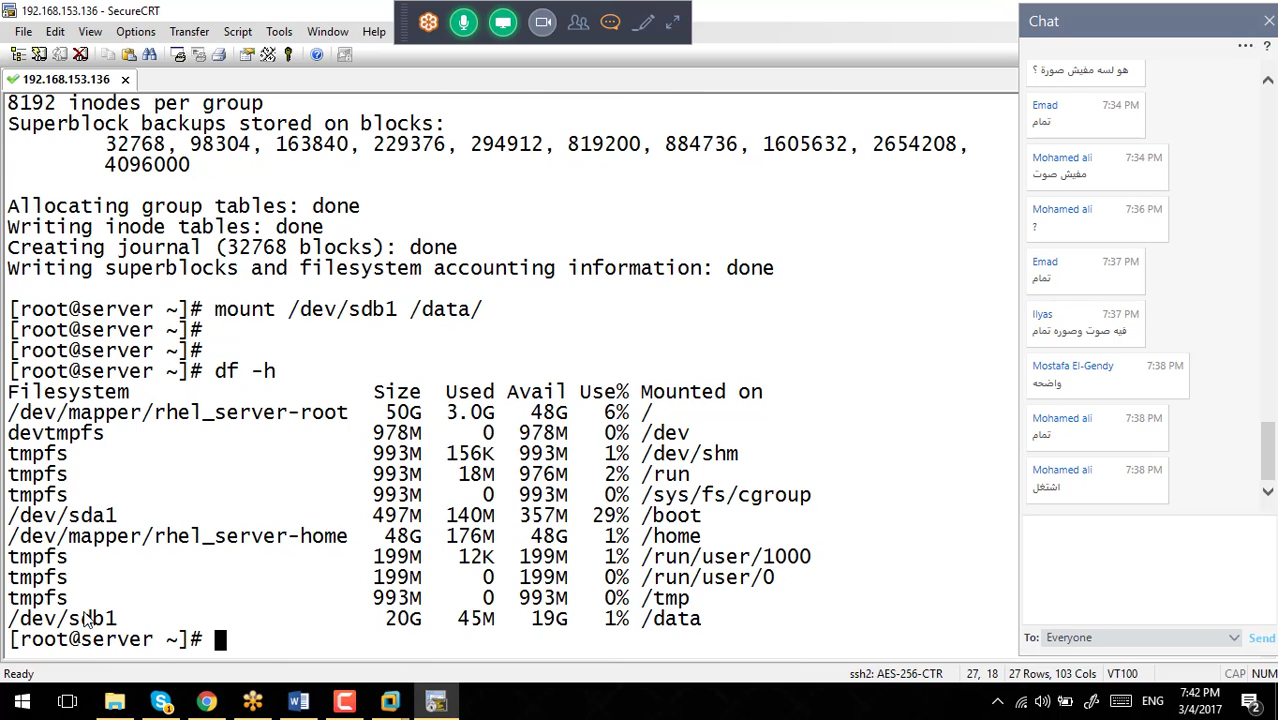 192.168.153.136 - SecureCRT
File Edit View Options Transfer Script Tools Window Help
192.168.153.136
8192 inodes per group
Superblock backups stored on blocks:
32768, 98304, 163840, 229376, 294912, 819200, 884736, 1605632, 2654208,
4096000
Allocating group tables: done
Writing inode tables: done
Creating journal (32768 blocks): done
Writing superblocks and filesystem accounting information: done
[root@server ~]# mount /dev/sdb1 /data/
[root@server ~]#
[root@server ~]#
[root@server ~]# df -h
Filesystem Size Used Avail Use% Mounted on
/dev/mapper/rhel_server-root 50G 3.0G 48G 6% /
devtmpfs 978M 0 978M 0% /dev
tmpfs 993M 156K 993M 1% /dev/shm
tmpfs 993M 18M 976M 2% /run
tmpfs 993M 0 993M 0% /sys/fs/cgroup
/dev/sda1 497M 140M 357M 29% /boot
/dev/mapper/rhel_server-home 48G 176M 48G 1% /home
tmpfs 199M 12K 199M 1% /run/user/1000
tmpfs 199M 0 199M 0% /run/user/0
tmpfs 993M 0 993M 0% /tmp
/dev/sdb1 20G 45M 19G 1% /data
[root@server ~]#
Ready ssh2: AES-256-CTR 27, 18 27 Rows, 103 Cols VT100 CAP NUM
Chat
هو لسه مفيش صورة ؟
Emad 7:34 PM
تمام
Mohamed ali 7:34 PM
مفيش صوت
Mohamed ali 7:36 PM
?
Emad 7:37 PM
تمام
Ilyas 7:37 PM
فيه صوت وصوره تمام
Mostafa El-Gendy 7:38 PM
واضحه
Mohamed ali 7:38 PM
تمام
Mohamed ali 7:38 PM
اشتغل
To: Everyone Send
ENG
7:42 PM
3/4/2017
2